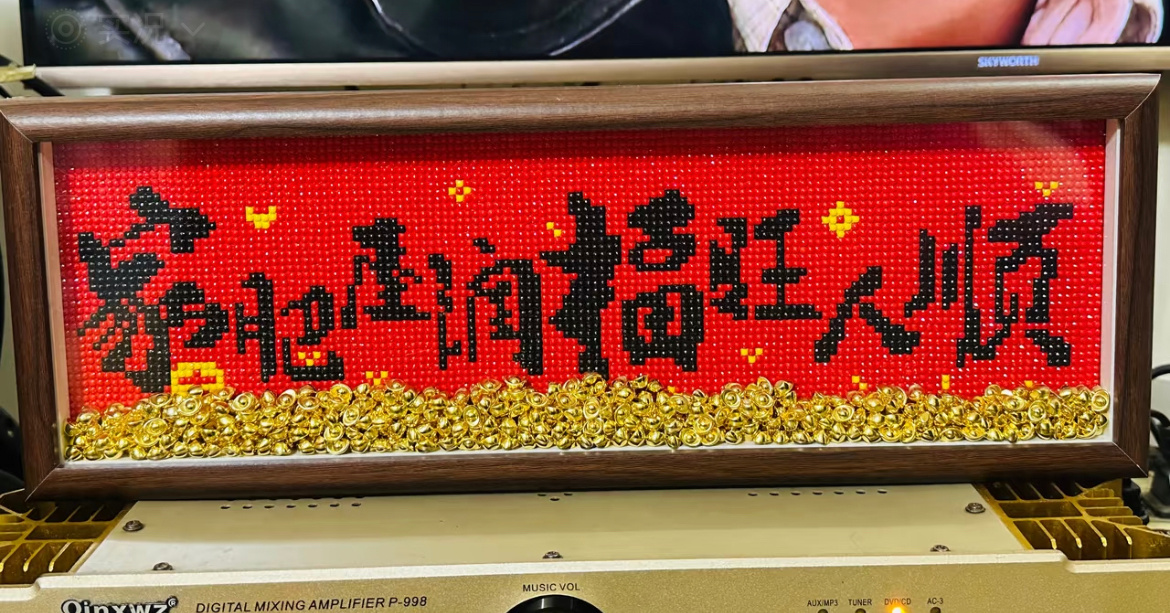 SKYWORTH
家肥屋润福旺人顺
Qinxwz®
DIGITAL MIXING AMPLIFIER P-998
MUSIC VOL
AUX/MP3 TUNER DVD/CD AC-3